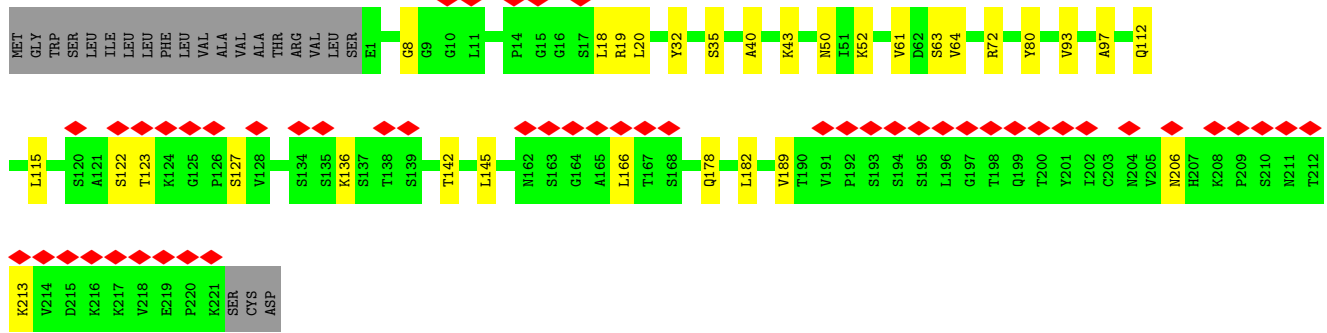 MET GLY TRP SER LEU ILE LEU LEU PHE LEU VAL ALA VAL ALA THR ARG VAL LEU SER E1 G8 G9 G10 L11 P14 G15 G16 S17 L18 R19 L20 Y32 S35 A40 K43 N50 I51 K52 V61 D62 S63 V64 R72 Y80 V93 A97 Q112
L115 S120 A121 S122 T123 K124 G125 P126 S127 V128 S134 S135 K136 S137 T138 S139 T142 L145 N162 S163 G164 A165 L166 T167 S168 Q178 L182 V189 T190 V191 P192 S193 S194 S195 L196 G197 T198 Q199 T200 Y201 I202 C203 N204 V205 N206 H207 K208 P209 S210 N211 T212
K213 V214 D215 K216 K217 V218 E219 P220 K221 SER CYS ASP